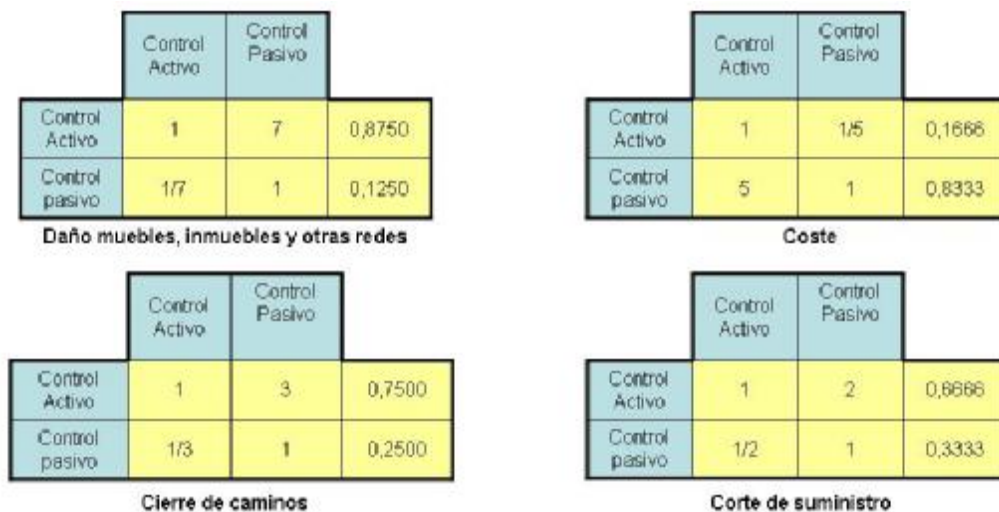 Control Activo Control Pasivo
Control Activo 1 7 0,8750
Control pasivo 1/7 1 0,1250
Daño muebles, inmuebles y otras redes
Control Activo Control Pasivo
Control Activo 1 1/5 0,1666
Control pasivo 5 1 0,8333
Coste
Control Activo Control Pasivo
Control Activo 1 3 0,7500
Control pasivo 1/3 1 0,2500
Cierre de caminos
Control Activo Control Pasivo
Control Activo 1 2 0,6666
Control pasivo 1/2 1 0,3333
Corte de suministro